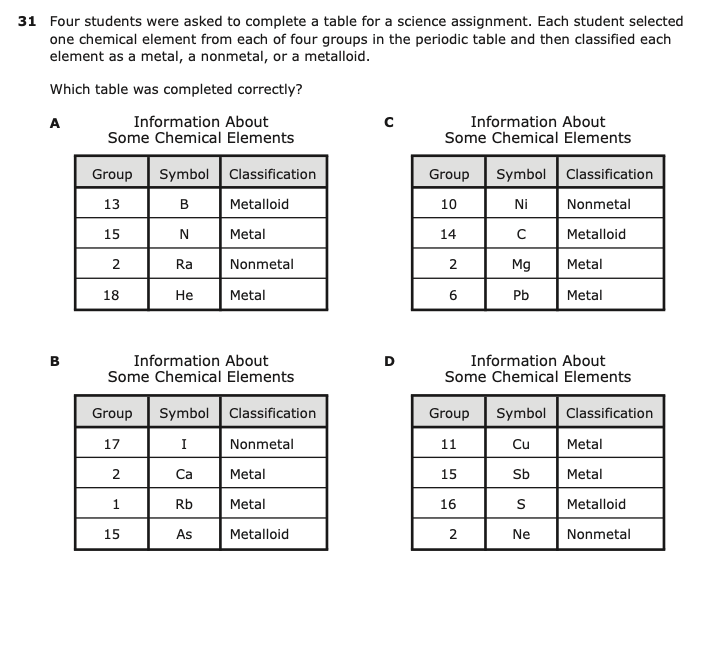 31 Four students were asked to complete a table for a science assignment. Each student selected
one chemical element from each of four groups in the periodic table and then classified each
element as a metal, a nonmetal, or a metalloid.
Which table was completed correctly?
A Information About
Some Chemical Elements
Group Symbol Classification
13 B Metalloid
15 N Metal
2 Ra Nonmetal
18 He Metal
B Information About
Some Chemical Elements
Group Symbol Classification
17 I Nonmetal
2 Ca Metal
1 Rb Metal
15 As Metalloid
C Information About
Some Chemical Elements
Group Symbol Classification
10 Ni Nonmetal
14 C Metalloid
2 Mg Metal
6 Pb Metal
D Information About
Some Chemical Elements
Group Symbol Classification
11 Cu Metal
15 Sb Metal
16 S Metalloid
2 Ne Nonmetal